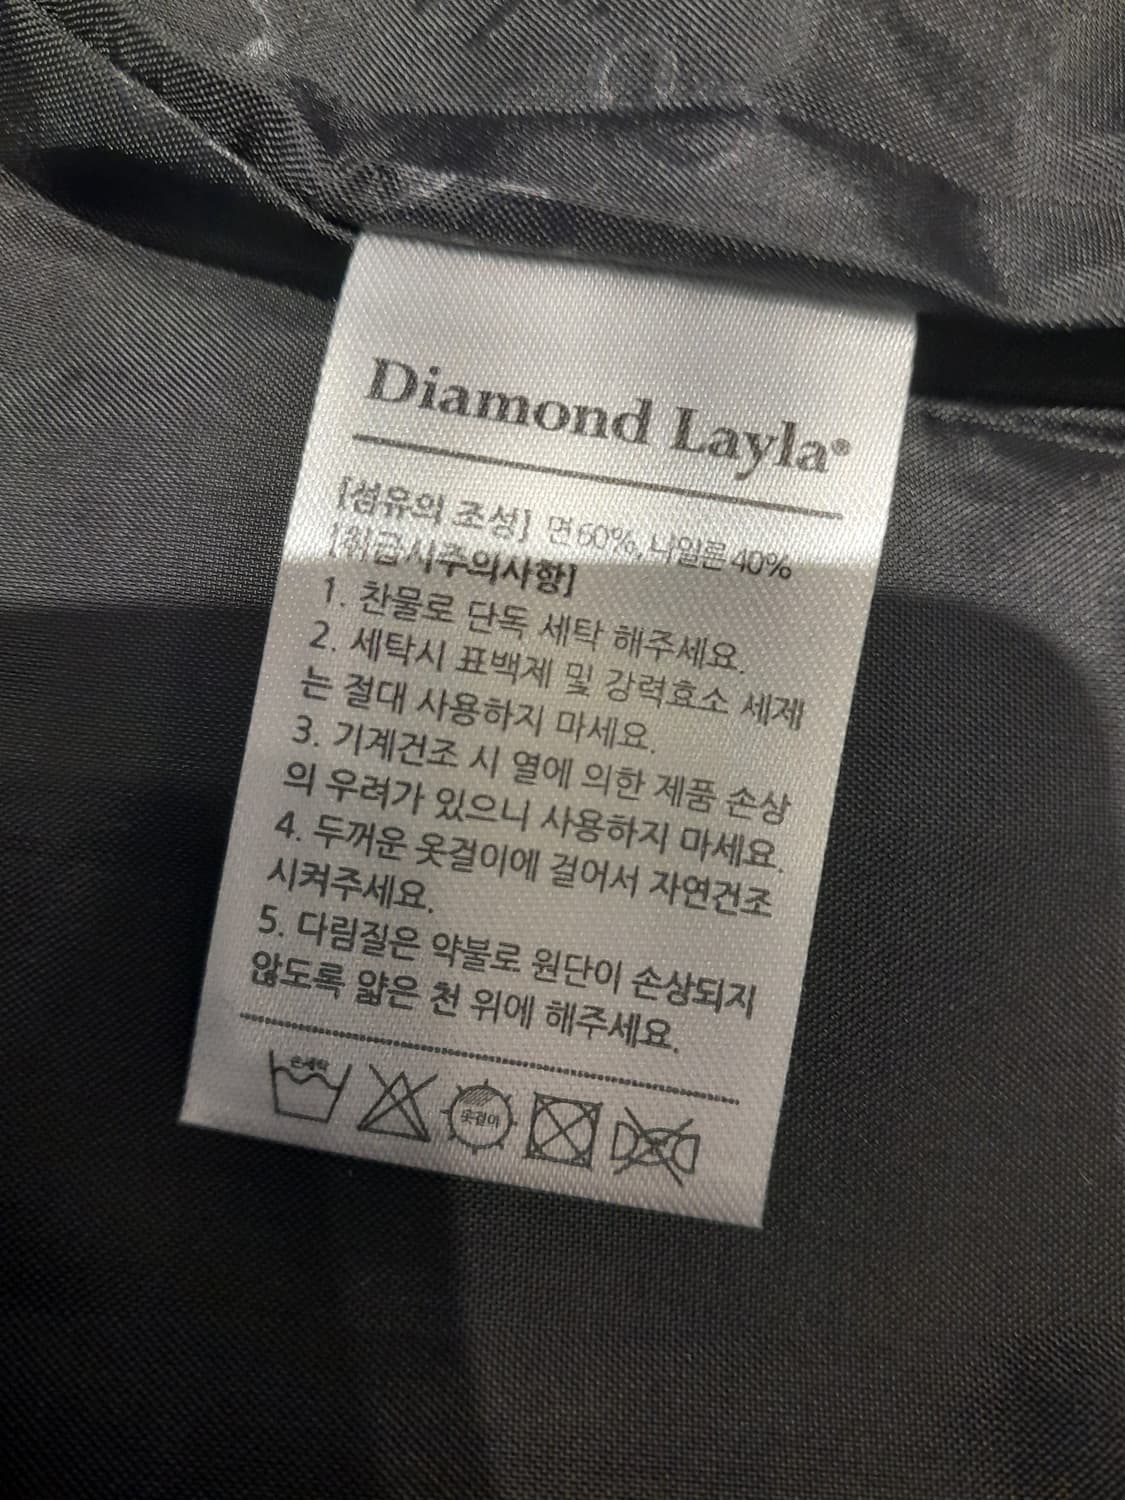 Diamond Layla®
[섬유의 조성] 면60%, 나일론40%
[취급시주의사항]
1. 찬물로 단독 세탁 해주세요.
2. 세탁시 표백제 및 강력효소 세제
는 절대 사용하지 마세요.
3. 기계건조 시 열에 의한 제품 손상
의 우려가 있으니 사용하지 마세요.
4. 두꺼운 옷걸이에 걸어서 자연건조
시켜주세요.
5. 다림질은 약불로 원단이 손상되지
않도록 얇은 천 위에 해주세요.
손세탁
옷걸이